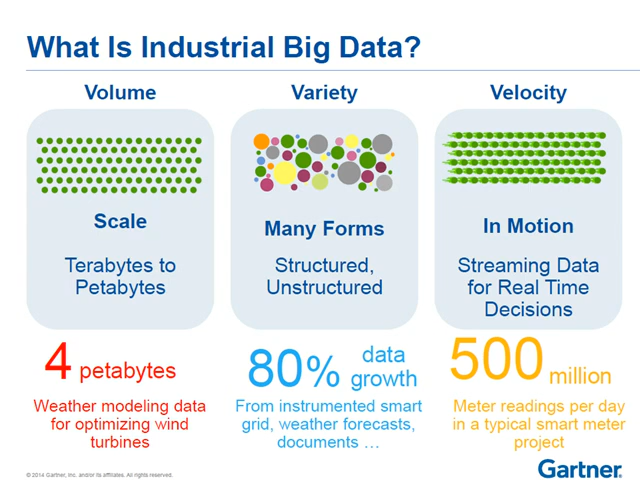 What Is Industrial Big Data?
Volume
Scale
Terabytes to
Petabytes
4 petabytes
Weather modeling data
for optimizing wind
turbines
Variety
Many Forms
Structured,
Unstructured
80% data
growth
From instrumented smart
grid, weather forecasts,
documents ...
Velocity
In Motion
Streaming Data
for Real Time
Decisions
500 million
Meter readings per day
in a typical smart meter
project
© 2014 Gartner, Inc. and/or its affiliates. All rights reserved.
Gartner